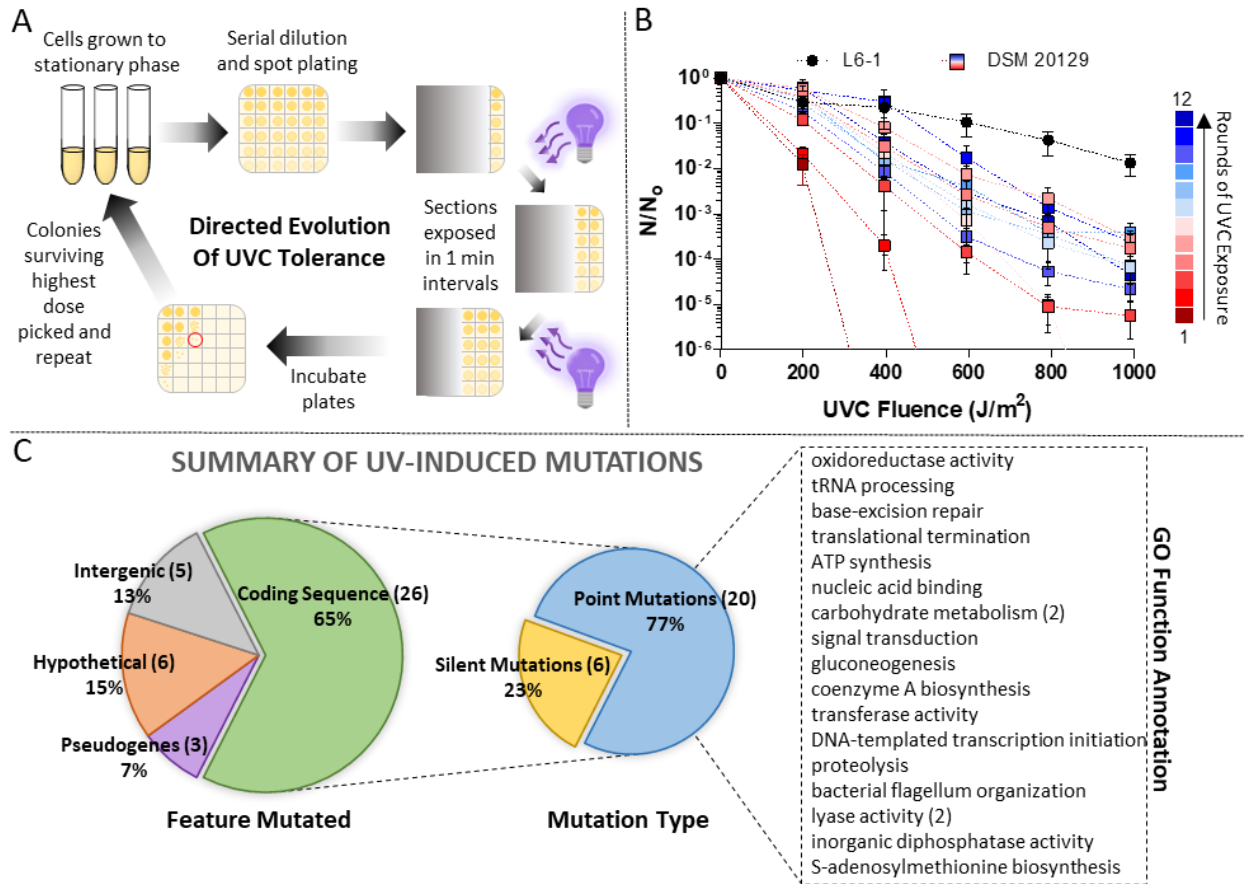 A
Cells grown to
stationary phase
Serial dilution
and spot plating
Directed Evolution
Of UVC Tolerance
Sections
exposed
in 1 min
intervals
Colonies
surviving
highest
dose
picked and
repeat
Incubate
plates
B
L6-1
DSM 20129
10⁰
10⁻¹
10⁻²
10⁻³
10⁻⁴
10⁻⁵
10⁻⁶
N/N₀
0
200
400
600
800
1000
UVC Fluence (J/m²)
12
1
Rounds of UVC Exposure
C
SUMMARY OF UV-INDUCED MUTATIONS
Intergenic (5)
13%
Hypothetical (6)
15%
Pseudogenes (3)
7%
Coding Sequence (26)
65%
Feature Mutated
Point Mutations (20)
77%
Silent Mutations (6)
23%
Mutation Type
oxidoreductase activity
tRNA processing
base-excision repair
translational termination
ATP synthesis
nucleic acid binding
carbohydrate metabolism (2)
signal transduction
gluconeogenesis
coenzyme A biosynthesis
transferase activity
DNA-templated transcription initiation
proteolysis
bacterial flagellum organization
lyase activity (2)
inorganic diphosphatase activity
S-adenosylmethionine biosynthesis
GO Function Annotation